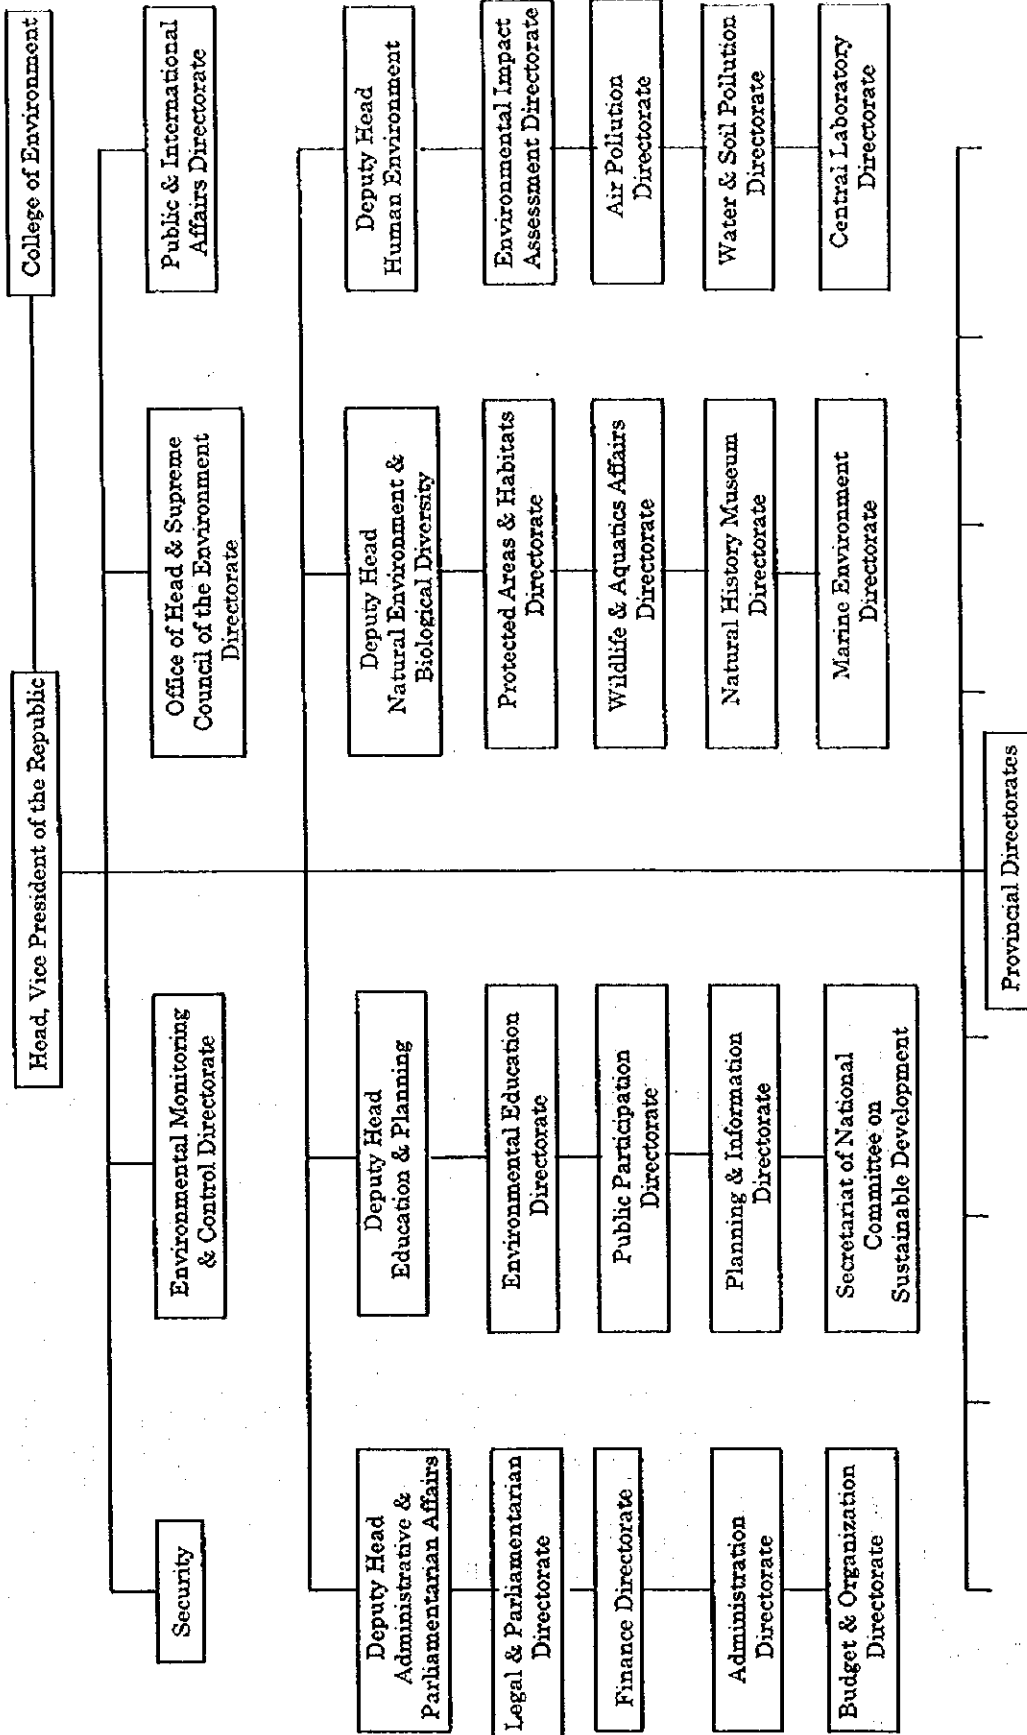 Head, Vice President of the Republic
College of Environment
Security
Environmental Monitoring
& Control Directorate
Office of Head & Supreme
Council of the Environment
Directorate
Public & International
Affairs Directorate
Deputy Head
Administrative &
Parliamentarian Affairs
Deputy Head
Education & Planning
Deputy Head
Natural Environment &
Biological Diversity
Deputy Head
Human Environment
Legal & Parliamentarian
Directorate
Environmental Education
Directorate
Protected Areas & Habitats
Directorate
Environmental Impact
Assessment Directorate
Finance Directorate
Public Participation
Directorate
Wildlife & Aquatics Affairs
Directorate
Air Pollution
Directorate
Administration
Directorate
Planning & Information
Directorate
Natural History Museum
Directorate
Water & Soil Pollution
Directorate
Budget & Organization
Directorate
Secretariat of National
Committee on
Sustainable Development
Marine Environment
Directorate
Central Laboratory
Directorate
Provincial Directorates